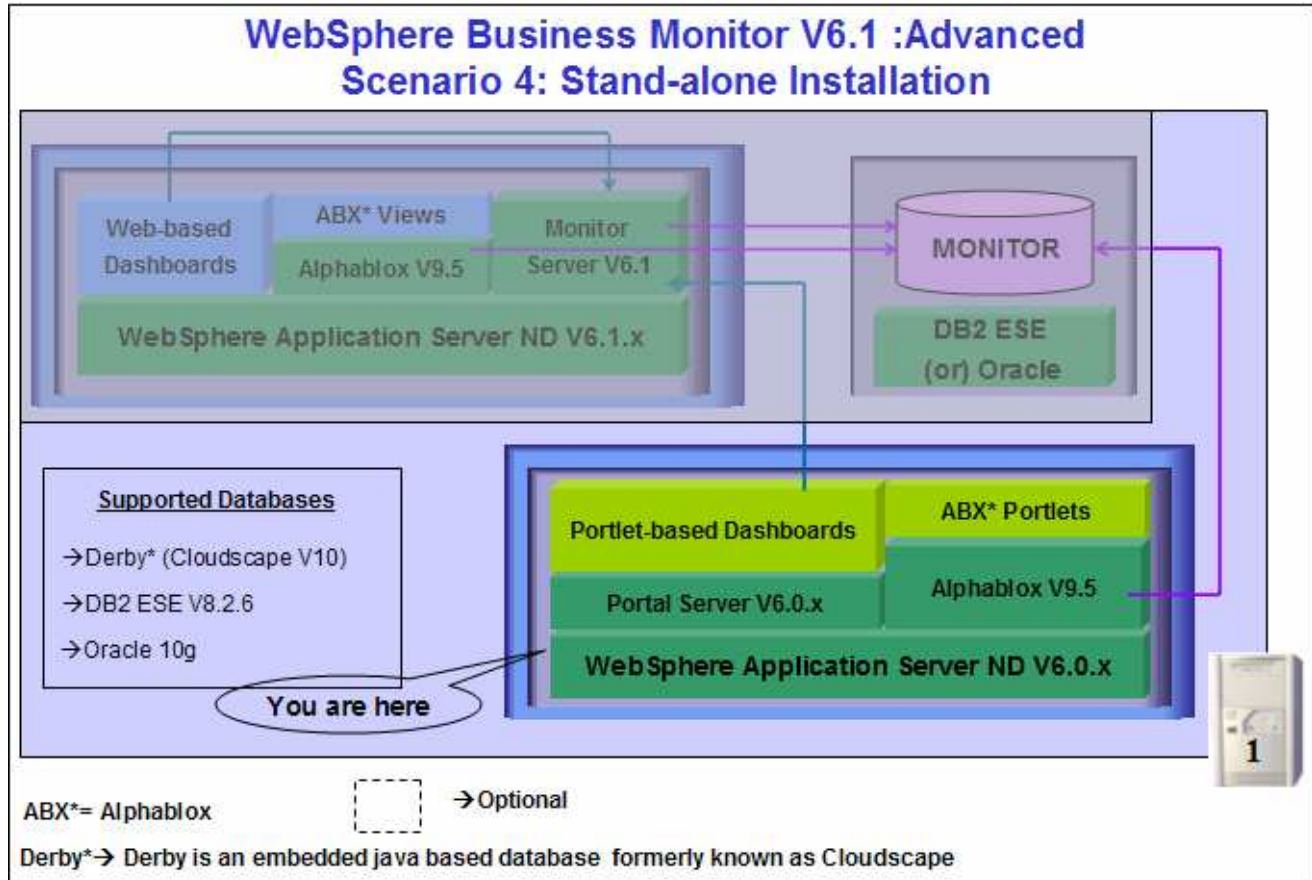 WebSphere Business Monitor V6.1 :Advanced
Scenario 4: Stand-alone Installation
Web-based
Dashboards
ABX* Views
Alphablox V9.5
Monitor
Server V6.1
WebSphere Application Server ND V6.1.x
MONITOR
DB2 ESE
(or) Oracle
Supported Databases
→Derby* (Cloudscape V10)
→DB2 ESE V8.2.6
→Oracle 10g
You are here
Portlet-based Dashboards
ABX* Portlets
Portal Server V6.0.x
Alphablox V9.5
WebSphere Application Server ND V6.0.x
1
ABX*= Alphablox
→Optional
Derby*→ Derby is an embedded java based database formerly known as Cloudscape